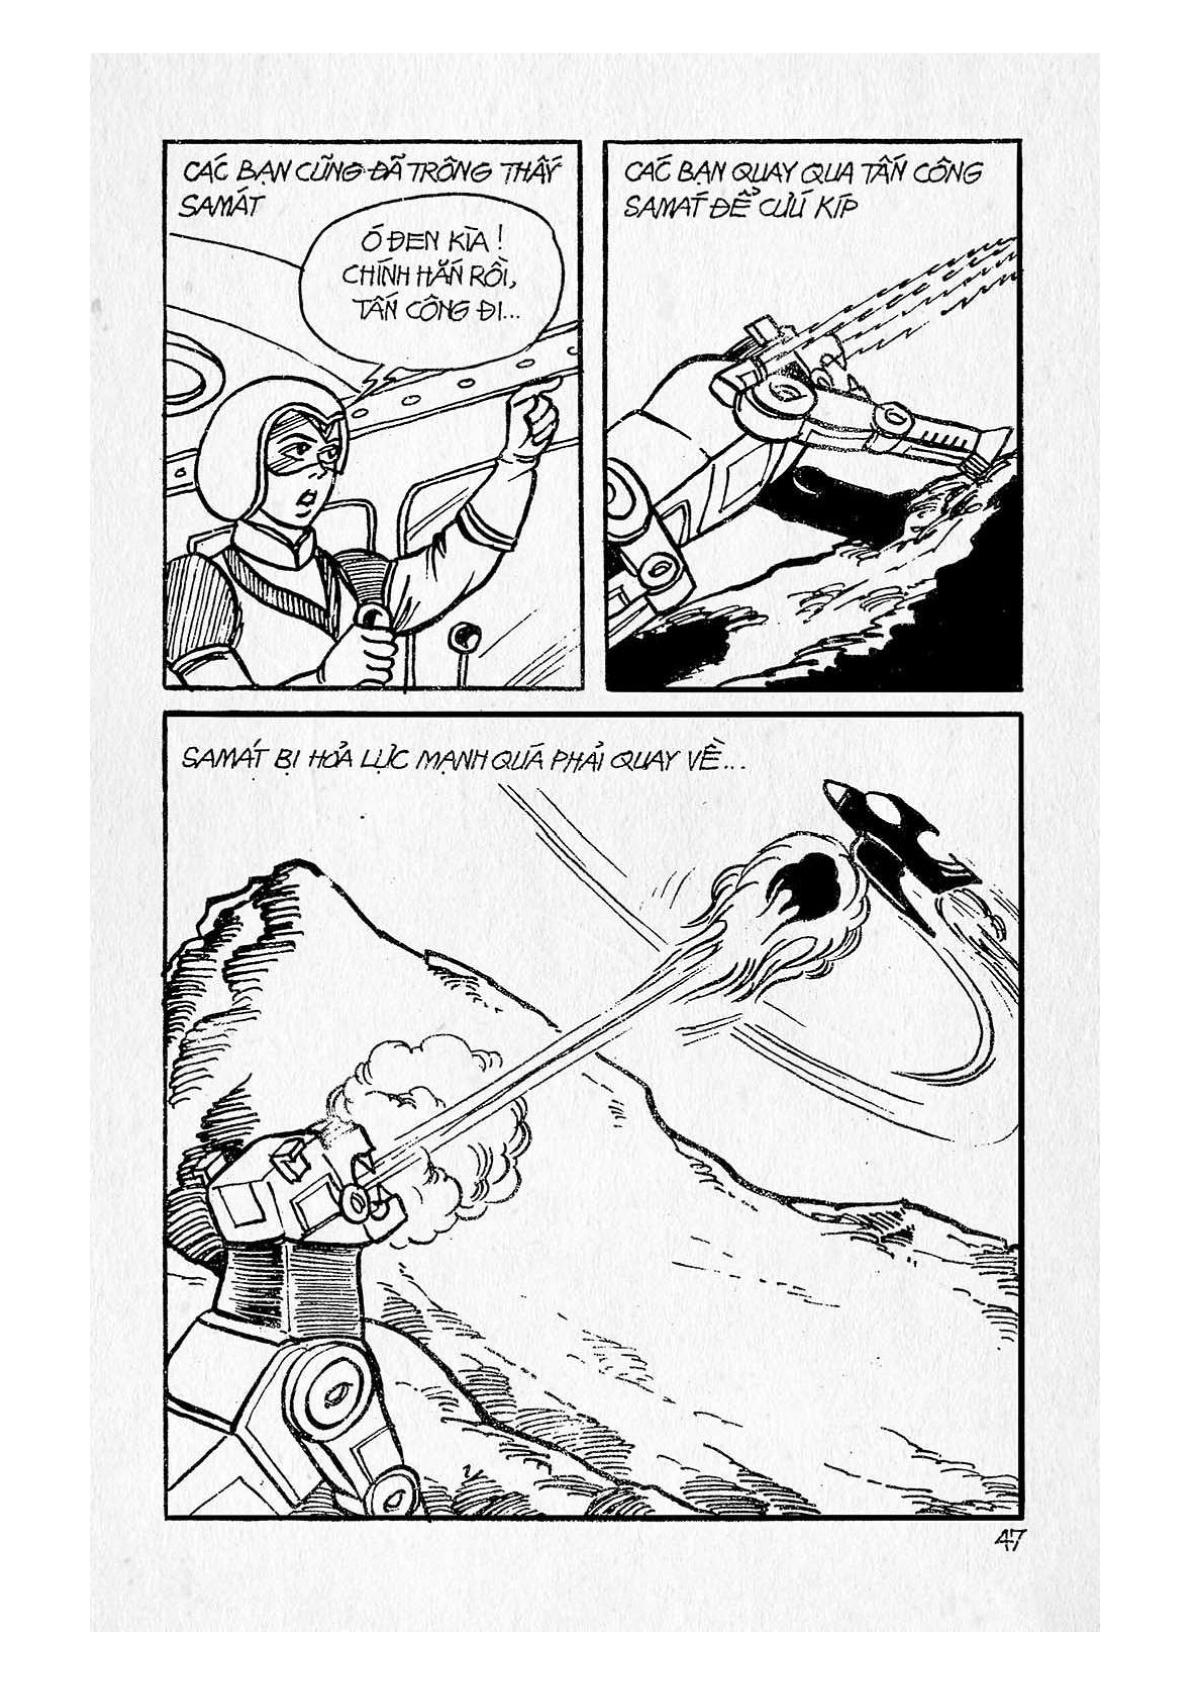 CÁC BẠN CŨNG ĐÃ TRÔNG THẤY
SAMÁT
Ó ĐEN KÌA !
CHÍNH HẮN RỒI,
TẤN CÔNG ĐI...
CÁC BẠN QUAY QUA TẤN CÔNG
SAMÁT ĐỂ CỨU KÍP
SAMÁT BỊ HOẢ LỰC MẠNH QUÁ PHẢI QUAY VỀ...
47